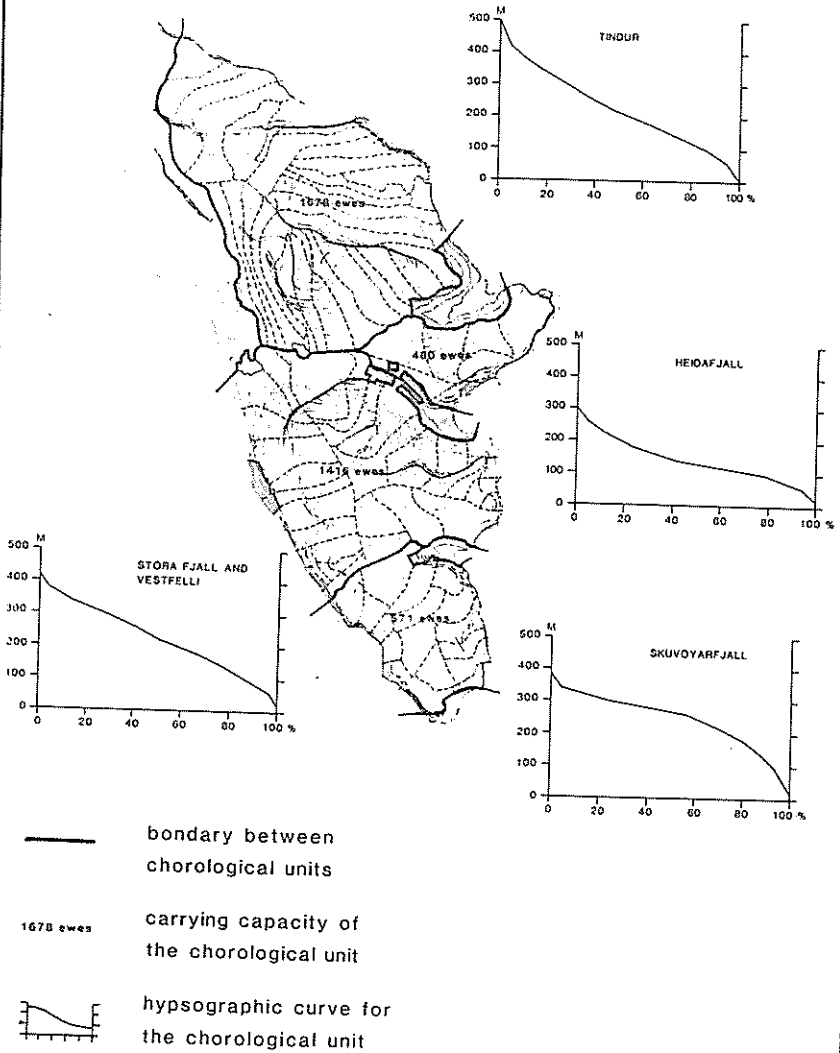 M
500
400
300
200
100
0
TINDUR
0 20 40 60 80 100 %
1678 ewes
480 ewes
1416 ewes
571 ewes
M
500
400
300
200
100
0
HEIDAFJALL
0 20 40 60 80 100 %
M
500
400
300
200
100
0
STORA FJALL AND
VESTFELLI
0 20 40 60 80 100 %
M
500
400
300
200
100
0
SKUVOYARFJALL
0 20 40 60 80 100 %
bondary between
chorological units
1678 ewes
carrying capacity of
the chorological unit
hypsographic curve for
the chorological unit